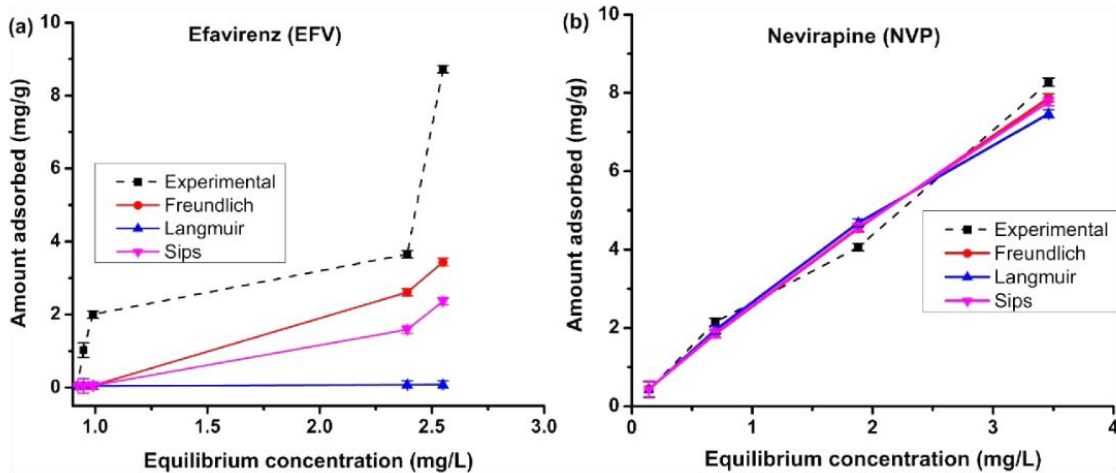 (a)
Efavirenz (EFV)
Amount adsorbed (mg/g)
10
8
6
4
2
0
Experimental
Freundlich
Langmuir
Sips
1.0 1.5 2.0 2.5 3.0
Equilibrium concentration (mg/L)
(b)
Nevirapine (NVP)
Amount adsorbed (mg/g)
10
8
6
4
2
0
Experimental
Freundlich
Langmuir
Sips
0 1 2 3 4
Equilibrium concentration (mg/L)